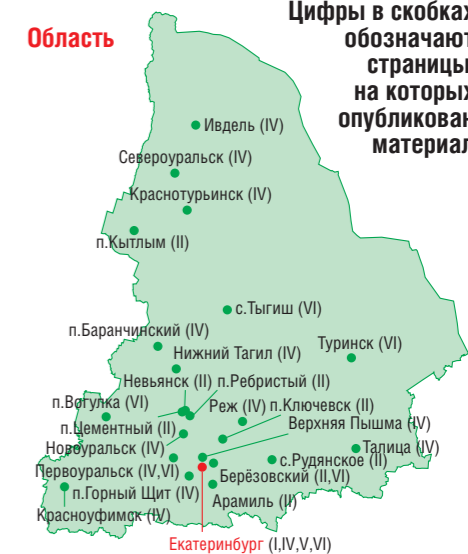 Область
Цифры в скобках
обозначают
страницы,
на которых
опубликован
материал
Ивдель (IV)
Североуральск (IV)
Краснотурьинск (IV)
п.Кытлым (II)
с.Тыгиш (VI)
п.Баранчинский (IV)
Туринск (VI)
Нижний Тагил (IV)
Невьянск (II)
п.Ребристый (II)
п.Вогулка (VI)
Реж (IV)
п.Ключевск (II)
п.Цементный (II)
Верхняя Пышма (IV)
Новоуральск (IV)
Талица (IV)
с.Рудянское (II)
Первоуральск (IV,VI)
Берёзовский (II,VI)
п.Горный Щит (IV)
Арамиль (II)
Красноуфимск (IV)
Екатеринбург (I,IV,V,VI)